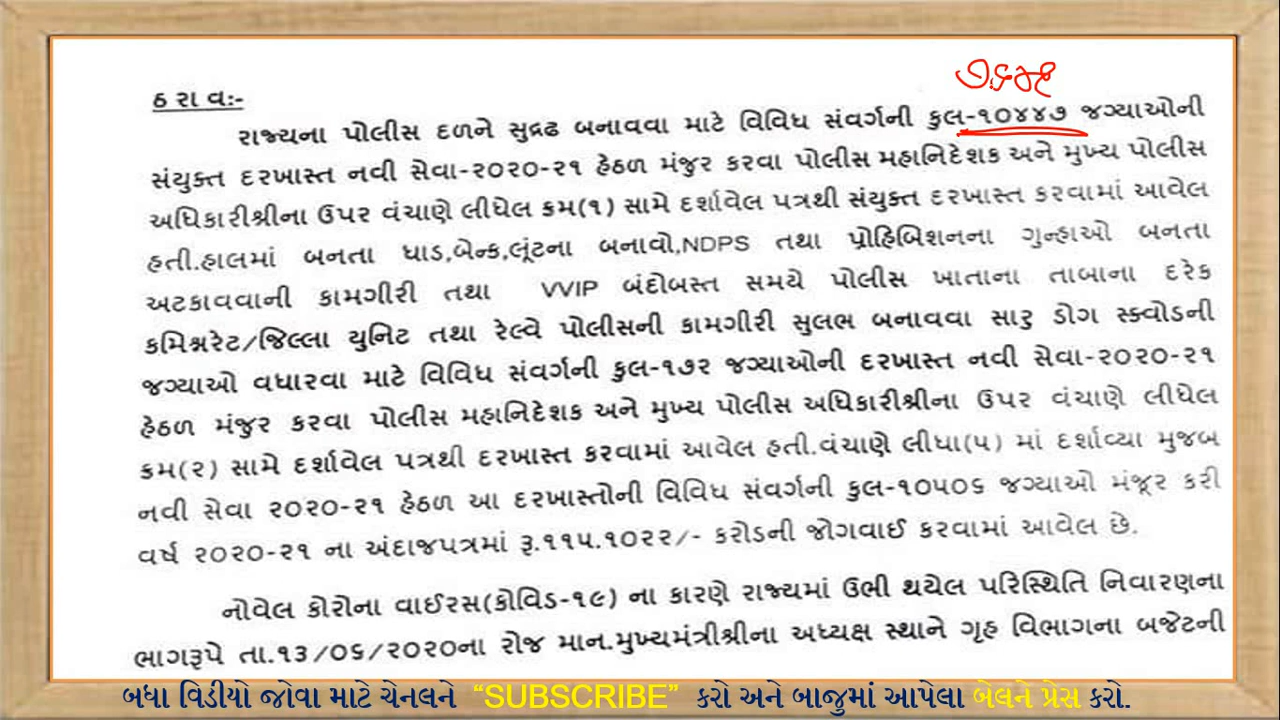 ઠરાવઃ-
રાજ્યના પોલીસ દળને સુદ્રઢ બનાવવા માટે વિવિધ સંવર્ગની કુલ-૧૦૪૪૭ જગ્યાઓની
સંયુક્ત દરખાસ્ત નવી સેવા-૨૦૨૦-૨૧ હેઠળ મંજુર કરવા પોલીસ મહાનિદેશક અને મુખ્ય પોલીસ
અધિકારીશ્રીના ઉપર વંચાણે લીધેલ ક્રમ(૧) સામે દર્શાવેલ પત્રથી સંયુક્ત દરખાસ્ત કરવામાં આવેલ
હતી.હાલમાં બનતા ધાડ,બેન્ક,લૂંટના બનાવો,NDPS તથા પ્રોહિબિશનના ગુન્હાઓ બનતા
અટકાવવાની કામગીરી તથા VVIP બંદોબસ્ત સમયે પોલીસ ખાતાના તાબાના દરેક
કમિશ્નરેટ/જિલ્લા યુનિટ તથા રેલ્વે પોલીસની કામગીરી સુલભ બનાવવા સારુ ડોગ સ્ક્વોડની
જગ્યાઓ વધારવા માટે વિવિધ સંવર્ગની કુલ-૧૭૨ જગ્યાઓની દરખાસ્ત નવી સેવા-૨૦૨૦-૨૧
હેઠળ મંજુર કરવા પોલીસ મહાનિદેશક અને મુખ્ય પોલીસ અધિકારીશ્રીના ઉપર વંચાણે લીધેલ
ક્રમ(૨) સામે દર્શાવેલ પત્રથી દરખાસ્ત કરવામાં આવેલ હતી.વંચાણે લીધા(૫) માં દર્શાવ્યા મુજબ
નવી સેવા ૨૦૨૦-૨૧ હેઠળ આ દરખાસ્તોની વિવિધ સંવર્ગની કુલ-૧૦૫૦૬ જગ્યાઓ મંજૂર કરી
વર્ષ ૨૦૨૦-૨૧ ના અંદાજપત્રમાં રૂ.૧૧૫.૧૦૨૨/- કરોડની જોગવાઈ કરવામાં આવેલ છે.
નોવેલ કોરોના વાઈરસ(કોવિડ-૧૯) ના કારણે રાજ્યમાં ઉભી થયેલ પરિસ્થિતિ નિવારણના
ભાગરૂપે તા.૧૩/૦૬/૨૦૨૦ના રોજ માન.મુખ્યમંત્રીશ્રીના અધ્યક્ષ સ્થાને ગૃહ વિભાગના બજેટની
બધા વિડીયો જોવા માટે ચેનલને “SUBSCRIBE” કરો અને બાજુમાં આપેલા બેલને પ્રેસ કરો.